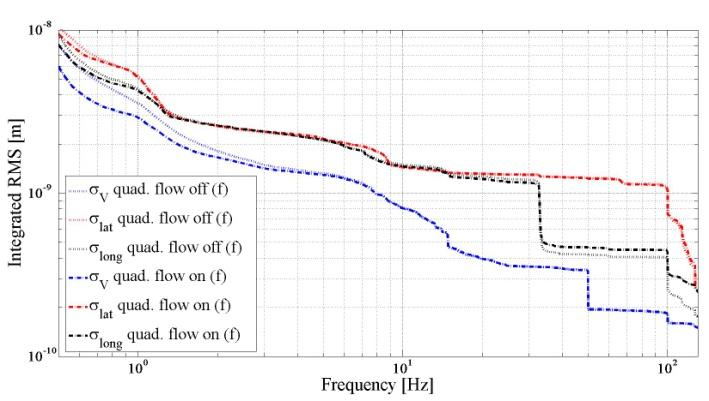 10^-8
10^-9
10^-10
Integrated RMS [m]
σ_V quad. flow off (f)
σ_lat quad. flow off (f)
σ_long quad. flow off (f)
σ_V quad. flow on (f)
σ_lat quad. flow on (f)
σ_long quad. flow on (f)
10^0 10^1 10^2
Frequency [Hz]